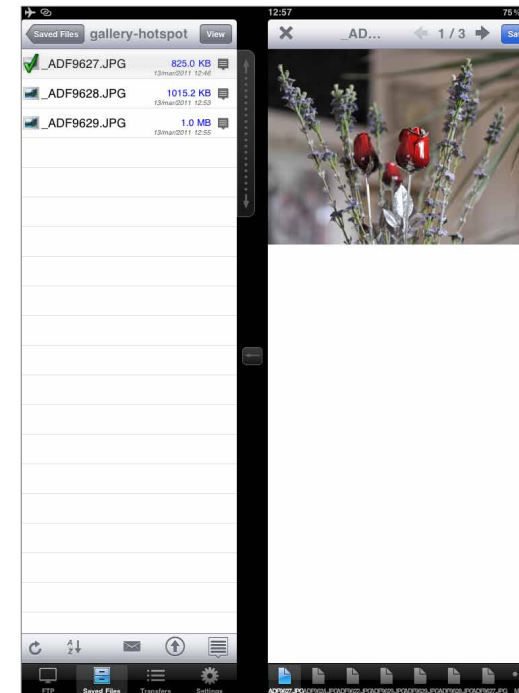 12:57
75%
Saved Files
gallery-hotspot
View
_AD...
1 / 3
_ADF9627.JPG
825.0 KB
13/mar/2011 12:46
_ADF9628.JPG
1015.2 KB
13/mar/2011 12:53
_ADF9629.JPG
1.0 MB
13/mar/2011 12:55
A
Z
FTP
Saved Files
Transfers
Settings